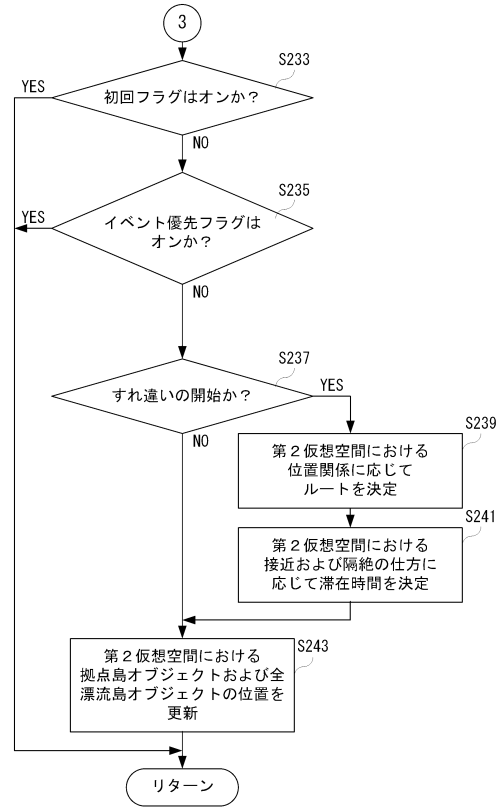 3
S233
初回フラグはオンか？
YES
NO
S235
イベント優先フラグは
オンか？
YES
NO
S237
すれ違いの開始か？
YES
NO
S239
第２仮想空間における
位置関係に応じて
ルートを決定
S241
第２仮想空間における
接近および隔絶の仕方に
応じて滞在時間を決定
S243
第２仮想空間における
拠点島オブジェクトおよび全
漂流島オブジェクトの位置を
更新
リターン